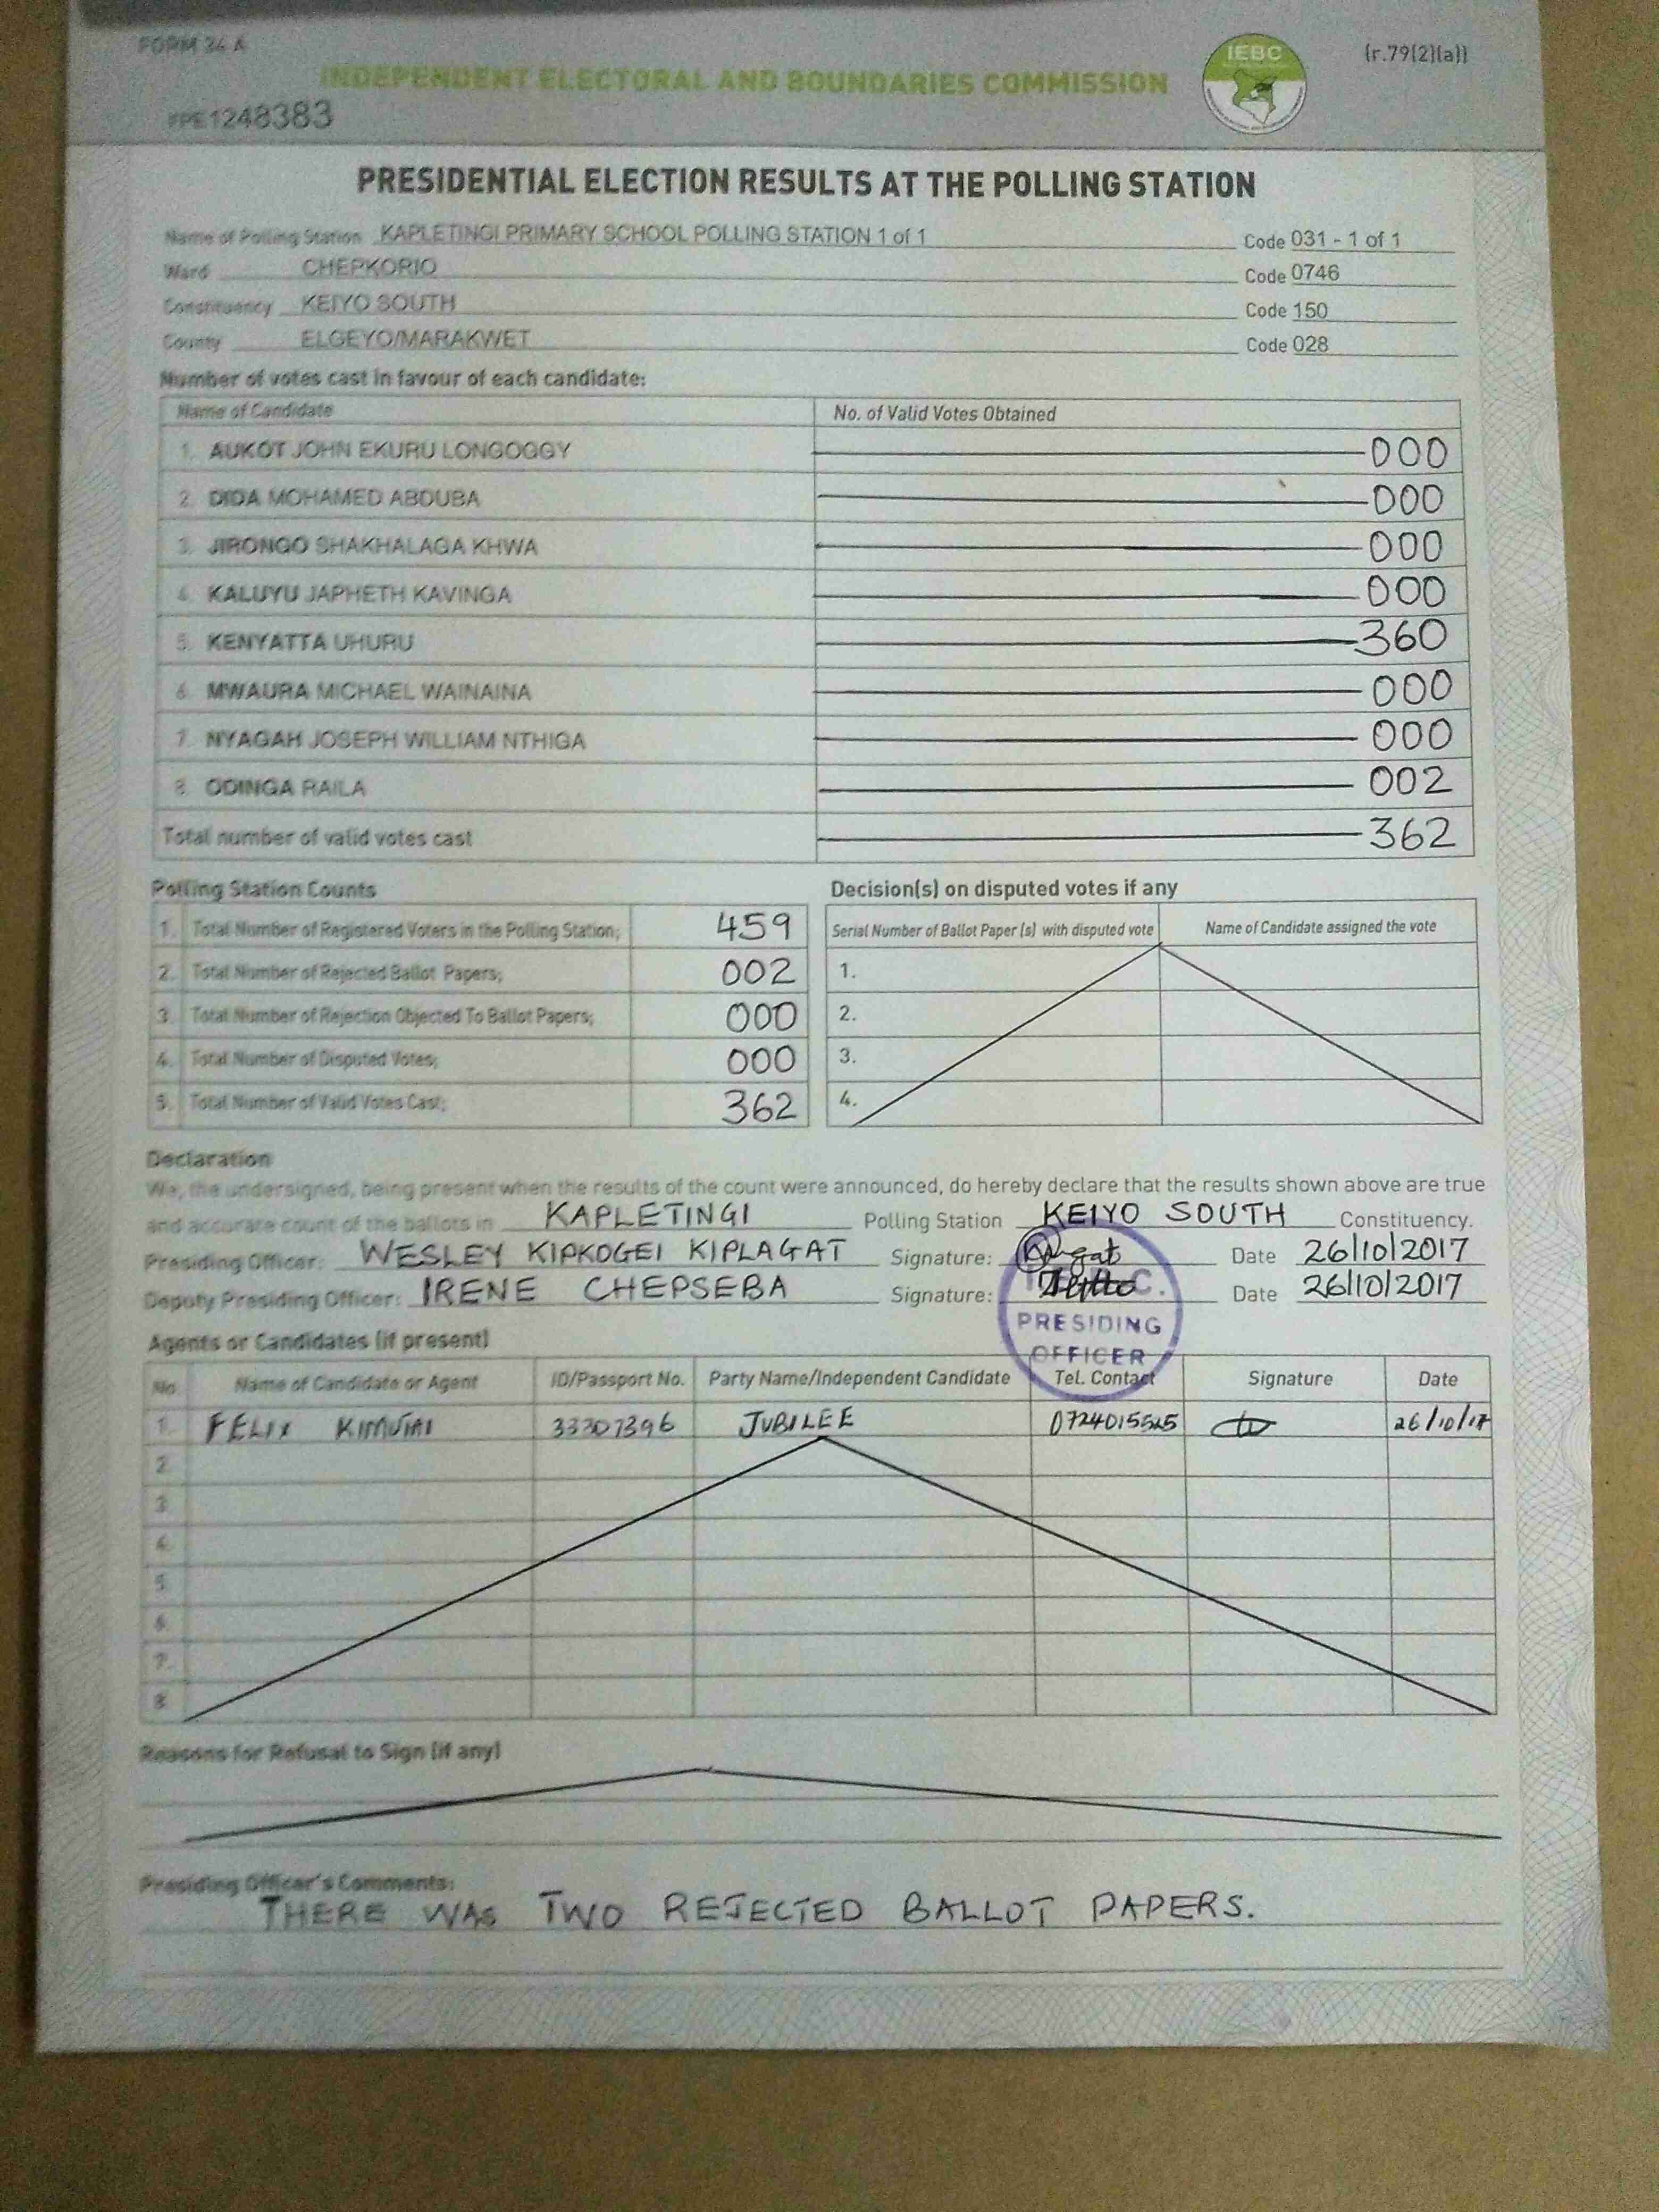 FORM 34 A
(r.79(2)(a))
INDEPENDENT ELECTORAL AND BOUNDARIES COMMISSION
IEBC
1248383
PRESIDENTIAL ELECTION RESULTS AT THE POLLING STATION
Name of Polling Station KAPLETINGI PRIMARY SCHOOL POLLING STATION 1 of 1 Code 031 - 1 of 1
Ward CHEPKORIO Code 0746
Constituency KEIYO SOUTH Code 150
County ELGEYO/MARAKWET Code 028
Number of votes cast in favour of each candidate:
Name of Candidate No. of Valid Votes Obtained
1. AUKOT JOHN EKURU LONGOGGY 000
2. DIDA MOHAMED ABDUBA 000
3. JIRONGO SHAKHALAGA KHWA 000
4. KALUYU JAPHETH KAVINGA 000
5. KENYATTA UHURU 360
6. MWAURA MICHAEL WAINAINA 000
7. NYAGAH JOSEPH WILLIAM NTHIGA 000
8. ODINGA RAILA 002
Total number of valid votes cast 362
Polling Station Counts
1. Total Number of Registered Voters in the Polling Station; 459
2. Total Number of Rejected Ballot Papers; 002
3. Total Number of Rejection Objected To Ballot Papers; 000
4. Total Number of Disputed Votes; 000
5. Total Number of Valid Votes Cast; 362
Decision(s) on disputed votes if any
Serial Number of Ballot Paper (s) with disputed vote Name of Candidate assigned the vote
1.
2.
3.
4.
Declaration
We, the undersigned, being present when the results of the count were announced, do hereby declare that the results shown above are true
and accurate count of the ballots in KAPLETINGI Polling Station KEIYO SOUTH Constituency.
Presiding Officer: WESLEY KIPKOGEI KIPLAGAT Signature: Date 26/10/2017
Deputy Presiding Officer: IRENE CHEPSEBA Signature: Date 26/10/2017
PRESIDING
OFFICER
Agents or Candidates (if present)
No. Name of Candidate or Agent ID/Passport No. Party Name/Independent Candidate Tel. Contact Signature Date
1. FELIX 33307396 JUBILEE 0724015525 26/10/17
2.
3.
4.
5.
6.
7.
8.
Reasons for Refusal to Sign (if any)
Presiding Officer's Comments:
THERE WAS TWO REJECTED BALLOT PAPERS.